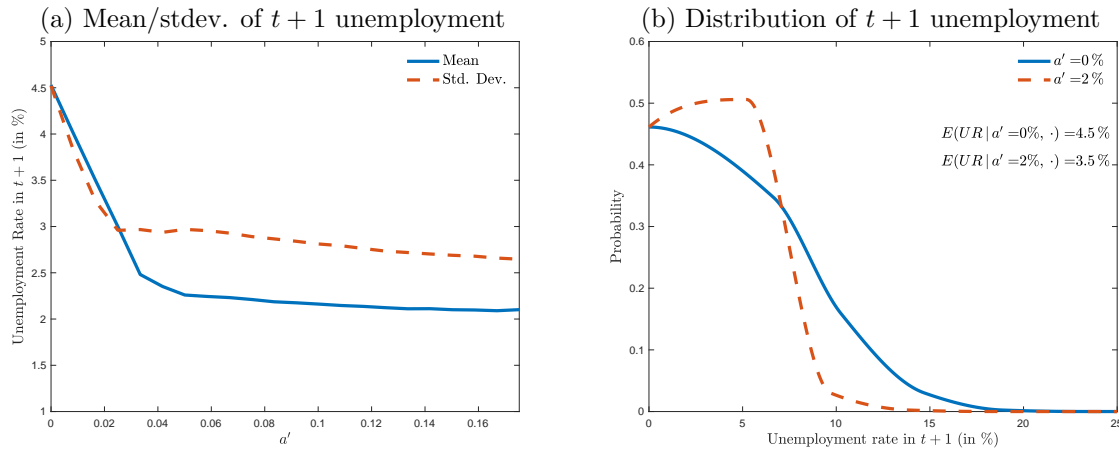 (a) Mean/stdev. of t + 1 unemployment
Unemployment Rate in t + 1 (in %)
5
4.5
4
3.5
3
2.5
2
1.5
1
Mean
Std. Dev.
0 0.02 0.04 0.06 0.08 0.1 0.12 0.14 0.16
a′
(b) Distribution of t + 1 unemployment
Probability
0.6
0.5
0.4
0.3
0.2
0.1
0
a′ =0 %
a′ =2 %
E(UR | a′ =0%, ·) =4.5 %
E(UR | a′ =2%, ·) =3.5 %
0 5 10 15 20 25
Unemployment rate in t + 1 (in %)